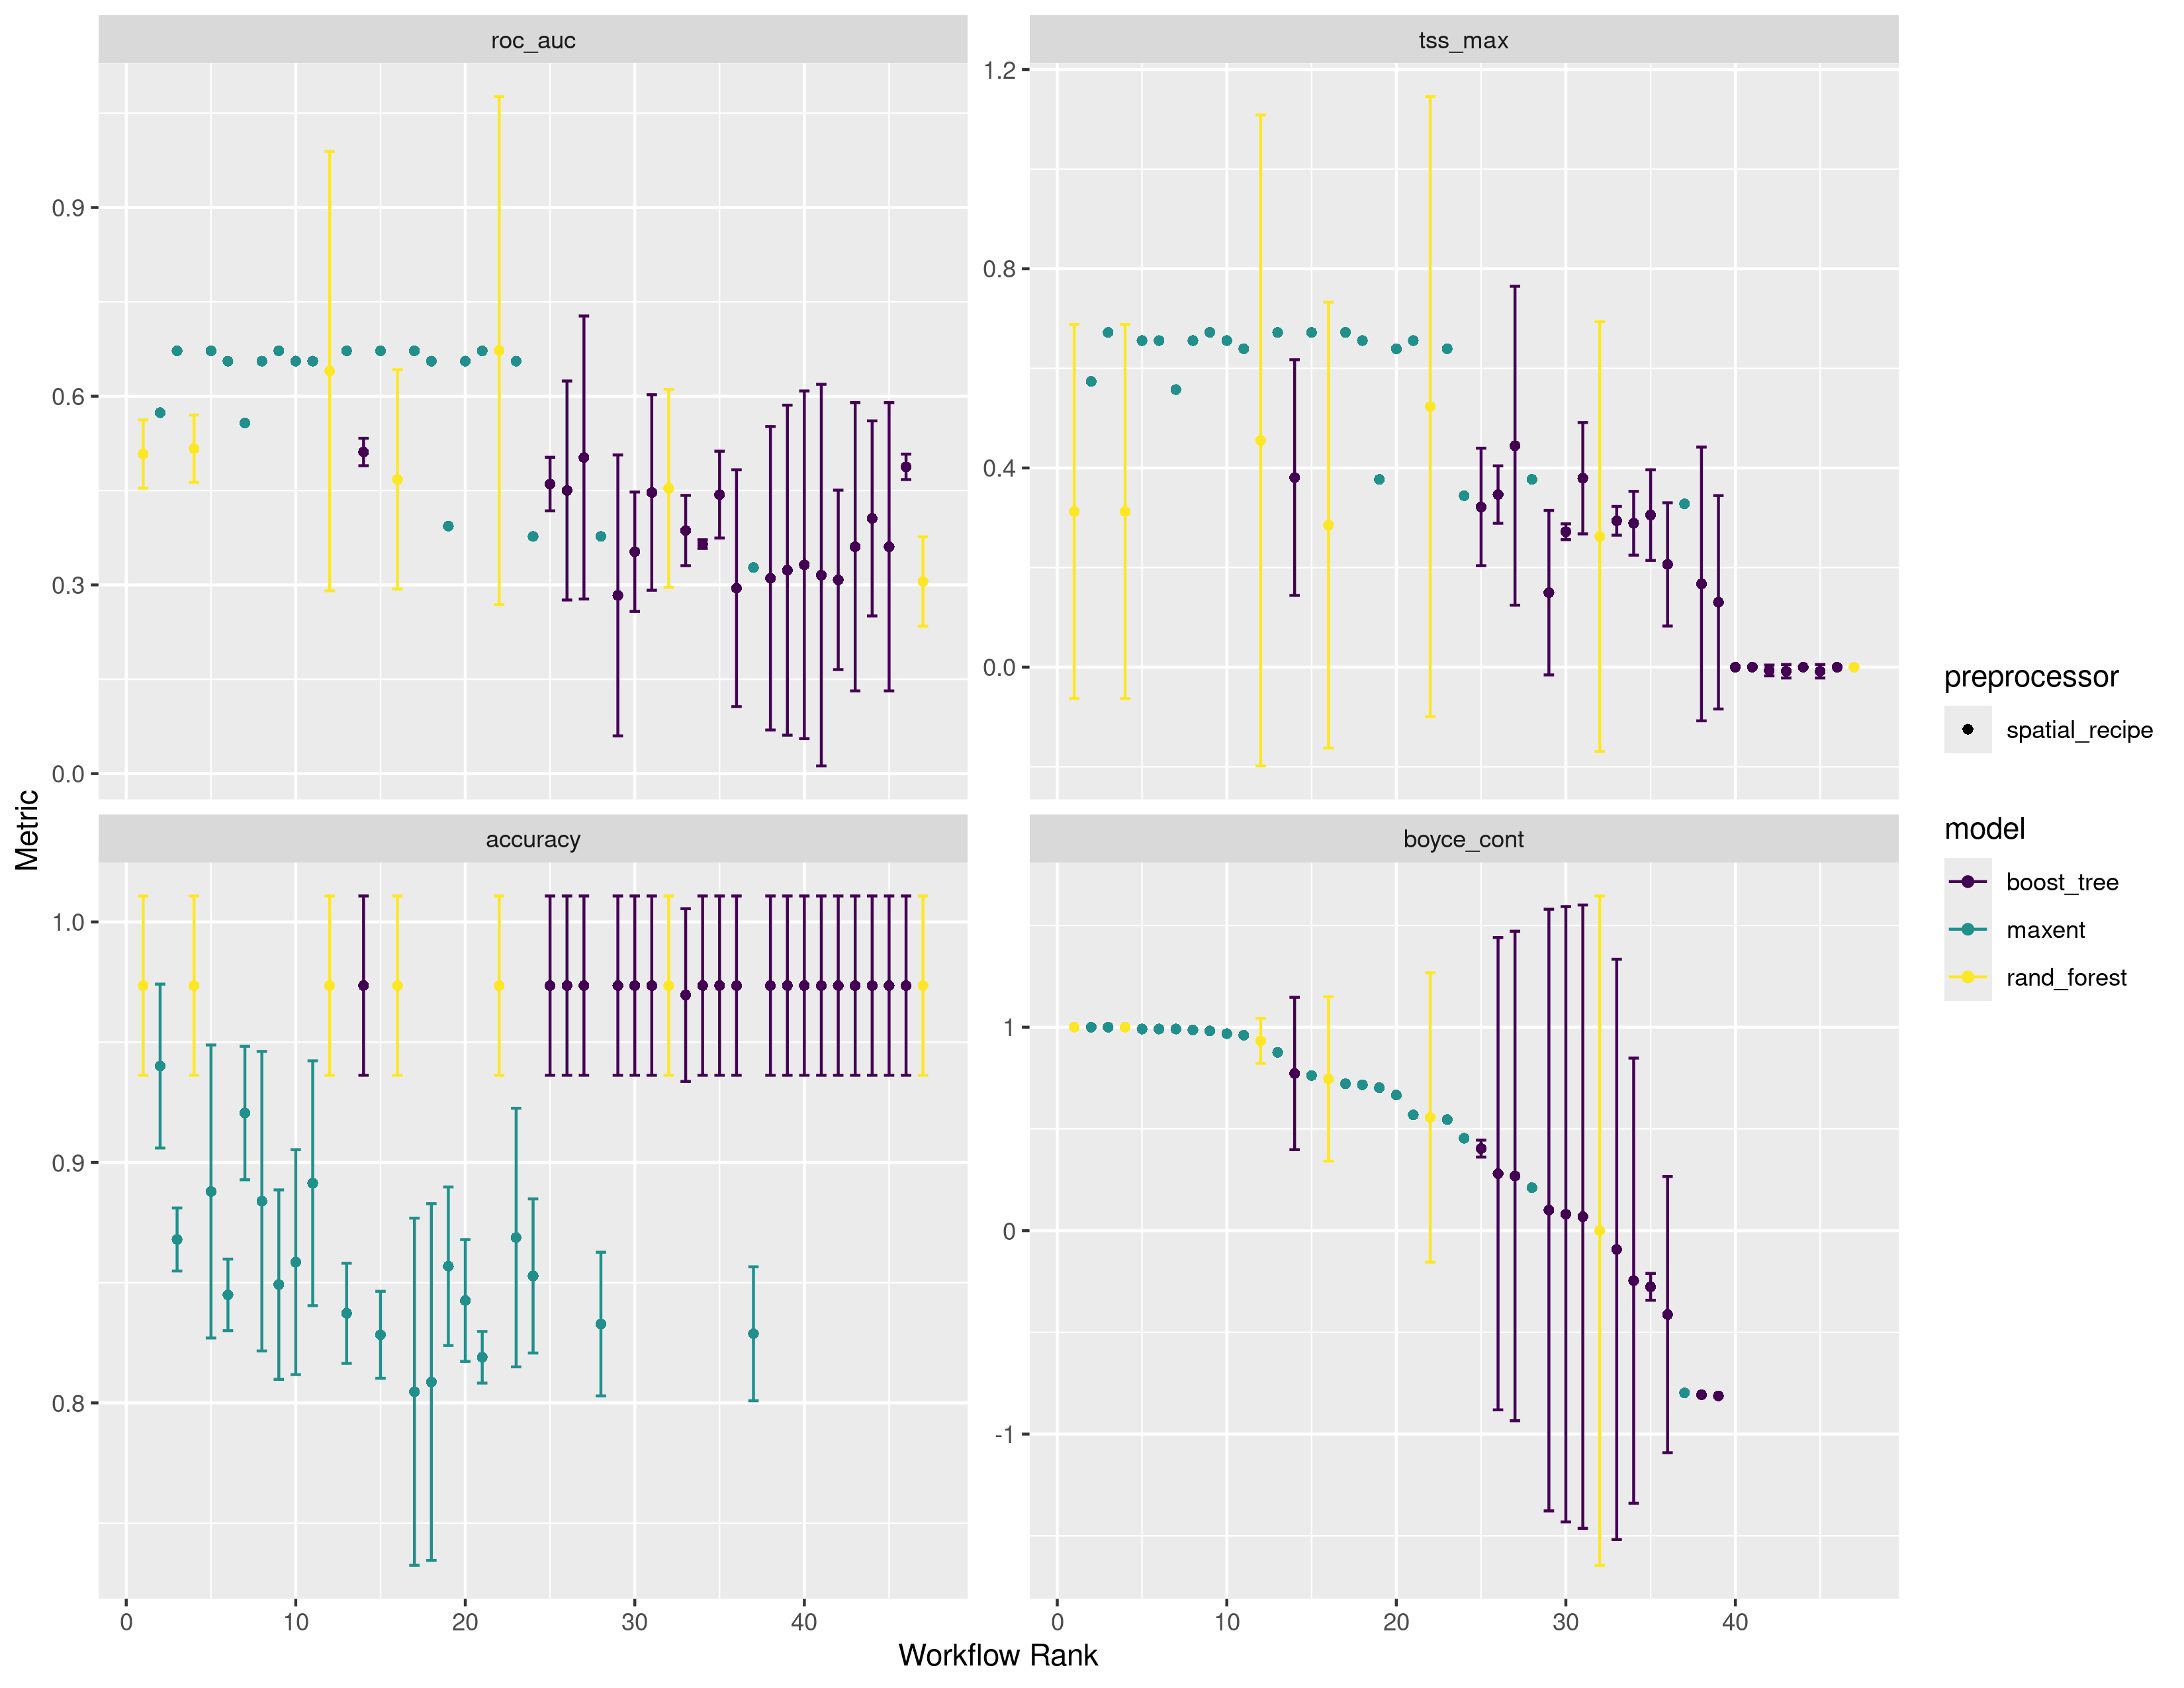 roc_auc
tss_max
0.9
0.6
0.3
0.0
1.2
0.8
0.4
0.0
Metric
accuracy
boyce_cont
1.0
0.9
0.8
1
0
-1
0 10 20 30 40
0 10 20 30 40
Workflow Rank
preprocessor
spatial_recipe
model
boost_tree
maxent
rand_forest